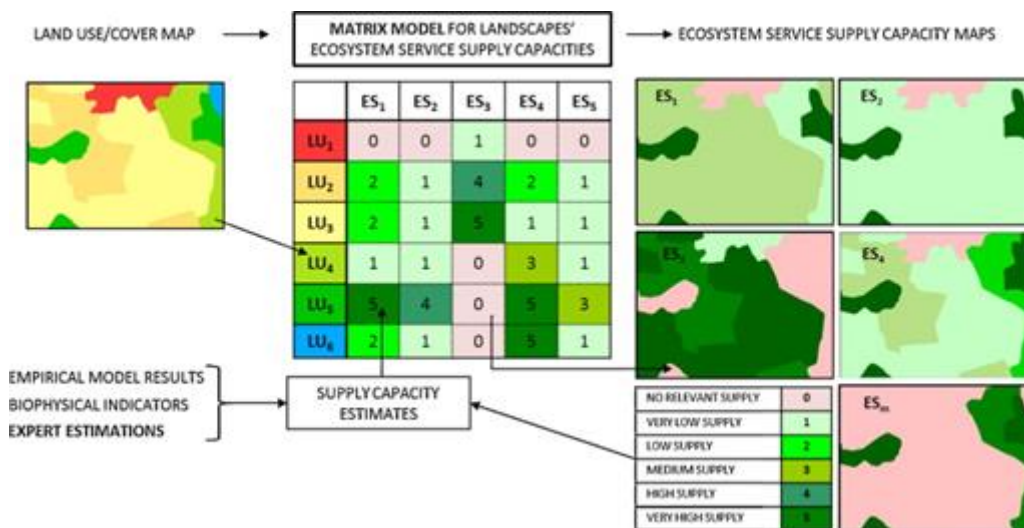 LAND USE/COVER MAP
MATRIX MODEL FOR LANDSCAPES'
ECOSYSTEM SERVICE SUPPLY CAPACITIES
ECOSYSTEM SERVICE SUPPLY CAPACITY MAPS
ES₁ ES₂ ES₃ ES₄ ES₅
LU₁ 0 0 1 0 0
LU₂ 2 1 4 2 1
LU₃ 2 1 5 1 1
LU₄ 1 1 0 3 1
LU₅ 5 4 0 5 3
LU₆ 2 1 0 5 1
ES₁
ES₂
ES₃
ES₄
ESₘ
EMPIRICAL MODEL RESULTS
BIOPHYSICAL INDICATORS
EXPERT ESTIMATIONS
SUPPLY CAPACITY
ESTIMATES
NO RELEVANT SUPPLY 0
VERY LOW SUPPLY 1
LOW SUPPLY 2
MEDIUM SUPPLY 3
HIGH SUPPLY 4
VERY HIGH SUPPLY 5